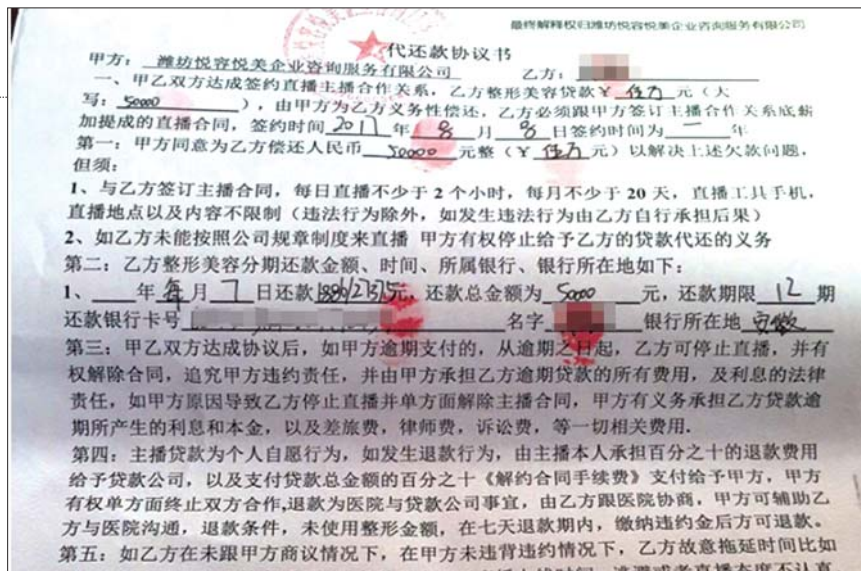 最终解释权归潍坊悦容悦美企业咨询服务有限公司
代还款协议书
甲方: 潍坊悦容悦美企业咨询服务有限公司 乙方:
一、甲乙双方达成签约直播主播合作关系,乙方整形美容贷款¥ 伍万 元(大
写: 50000 ),由甲方为乙方义务性偿还,乙方必须跟甲方签订主播合作关系底薪
加提成的直播合同,签约时间 2017 年 8 月 8 日签约时间为 一 年
第一:甲方同意为乙方偿还人民币 50000 元整(¥ 伍万 元)以解决上述欠款问题,
但须:
1、与乙方签订主播合同,每日直播不少于 2 个小时,每月不少于 20 天,直播工具手机,
直播地点以及内容不限制(违法行为除外,如发生违法行为由乙方自行承担后果)
2、如乙方未能按照公司规章制度来直播 甲方有权停止给予乙方的贷款代还的义务
第二:乙方整形美容分期还款金额、时间、所属银行、银行所在地如下:
1、 年 每 月 7 日还款 元,还款总金额为 50000 元,还款期限 12 期
还款银行卡号 名字 银行所在地 安徽
第三:甲乙双方达成协议后,如甲方逾期支付的,从逾期之日起,乙方可停止直播,并有
权解除合同,追究甲方违约责任,并由甲方承担乙方逾期贷款的所有费用,及利息的法律
责任,如甲方原因导致乙方停止直播并单方面解除主播合同,甲方有义务承担乙方贷款逾
期所产生的利息和本金,以及差旅费,律师费,诉讼费,等一切相关费用.
第四:主播贷款为个人自愿行为,如发生退款行为,由主播本人承担百分之十的退款费用
给予贷款公司,以及支付贷款总金额的百分之十《解约合同手续费》支付给予甲方,甲方
有权单方面终止双方合作,退款为医院与贷款公司事宜,由乙方跟医院协商,甲方可辅助乙
方与医院沟通,退款条件,未使用整形金额,在七天退款期内,缴纳违约金后方可退款。
第五:如乙方在未跟甲方商议情况下,在甲方未违背违约情况下,乙方故意拖延时间比如